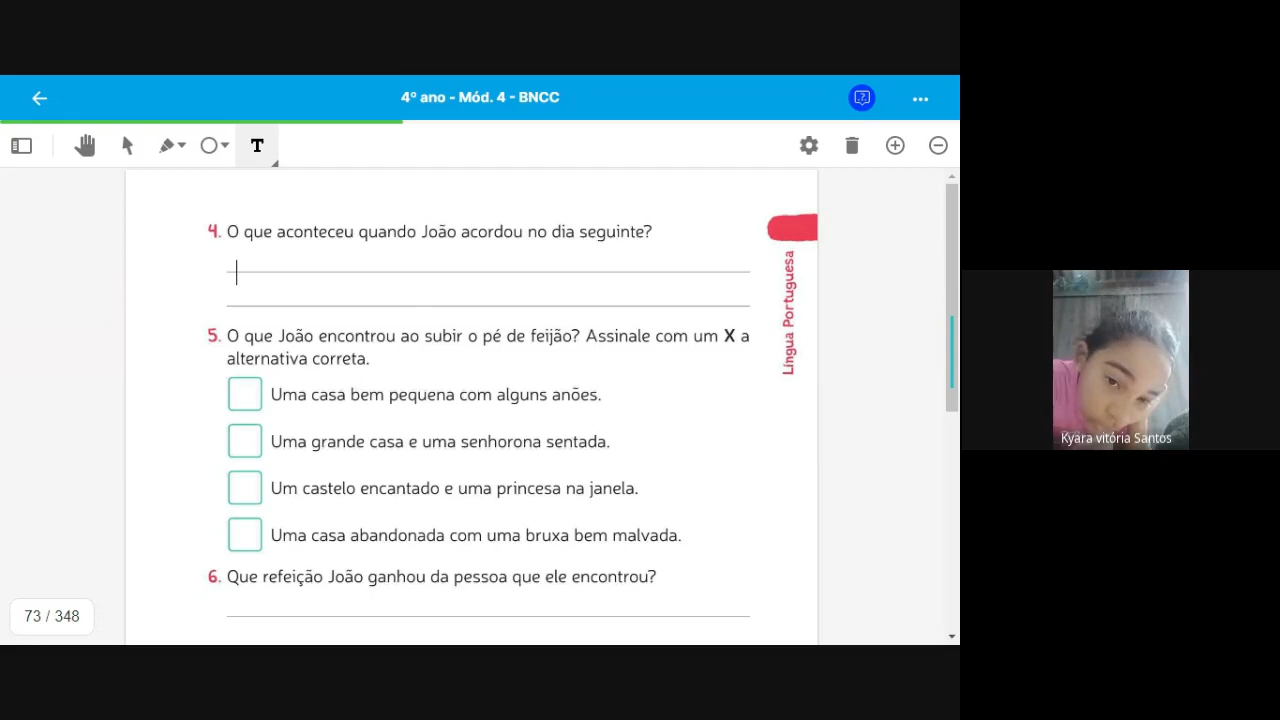 4º ano - Mód. 4 - BNCC
T
4. O que aconteceu quando João acordou no dia seguinte?
Língua Portuguesa
5. O que João encontrou ao subir o pé de feijão? Assinale com um X a
alternativa correta.
Uma casa bem pequena com alguns anões.
Uma grande casa e uma senhorona sentada.
Um castelo encantado e uma princesa na janela.
Uma casa abandonada com uma bruxa bem malvada.
6. Que refeição João ganhou da pessoa que ele encontrou?
73 / 348
Kyara vitória Santos